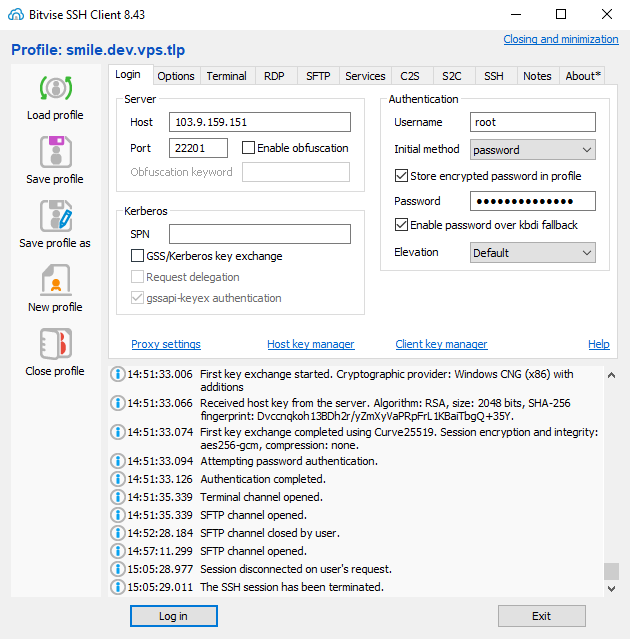 Bitvise SSH Client 8.43
Closing and minimization
Profile: smile.dev.vps.tlp
Load profile
Save profile
Save profile as
New profile
Close profile
Login Options Terminal RDP SFTP Services C2S S2C SSH Notes About*
Server
Host 103.9.159.151
Port 22201 Enable obfuscation
Obfuscation keyword
Kerberos
SPN
GSS/Kerberos key exchange
Request delegation
gssapi-keyex authentication
Authentication
Username root
Initial method password
Store encrypted password in profile
Password ●●●●●●●●●●●●●●
Enable password over kbdi fallback
Elevation Default
Proxy settings Host key manager Client key manager Help
14:51:33.006 First key exchange started. Cryptographic provider: Windows CNG (x86) with
additions
14:51:33.066 Received host key from the server. Algorithm: RSA, size: 2048 bits, SHA-256
fingerprint: Dvccnqkoh13BDh2r/yZmXyVaPRpFrL1KBaiTbgQ+35Y.
14:51:33.074 First key exchange completed using Curve25519. Session encryption and integrity:
aes256-gcm, compression: none.
14:51:33.094 Attempting password authentication.
14:51:33.126 Authentication completed.
14:51:35.339 Terminal channel opened.
14:51:35.339 SFTP channel opened.
14:52:28.184 SFTP channel closed by user.
14:57:11.299 SFTP channel opened.
15:05:28.977 Session disconnected on user's request.
15:05:29.011 The SSH session has been terminated.
Log in Exit